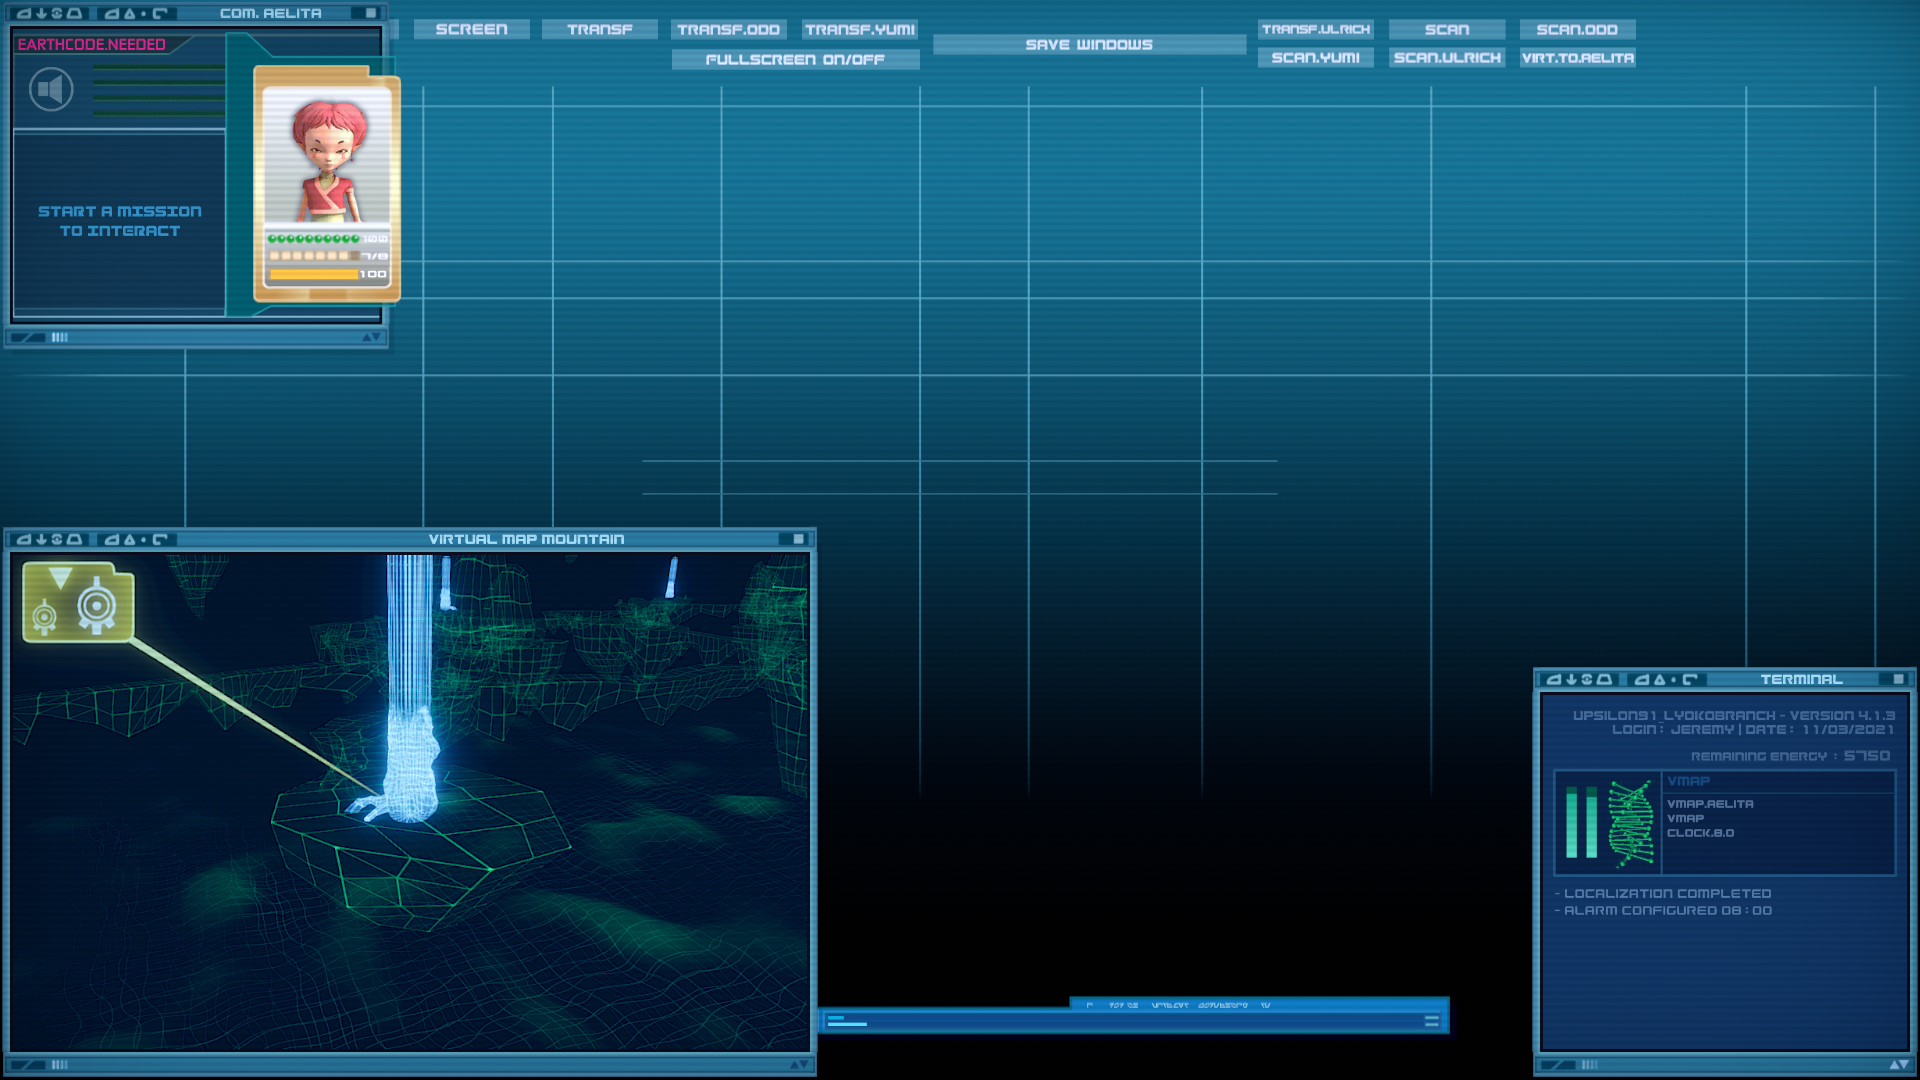 COM. AELITA
EARTHCODE.NEEDED
START A MISSION
TO INTERACT
100
7/8
100
SCREEN
TRANSF
TRANSF.ODD
TRANSF.YUMI
FULLSCREEN ON/OFF
SAVE WINDOWS
TRANSF.ULRICH
SCAN
SCAN.ODD
SCAN.YUMI
SCAN.ULRICH
VIRT.TO.AELITA
VIRTUAL MAP MOUNTAIN
TERMINAL
UPSILON91_LYOKOBRANCH - VERSION 4.1.3
LOGIN : JEREMY | DATE : 11/03/2021
REMAINING ENERGY : 5750
VMAP
VMAP.AELITA
VMAP
CLOCK.8.0
- LOCALIZATION COMPLETED
- ALARM CONFIGURED 08 : 00